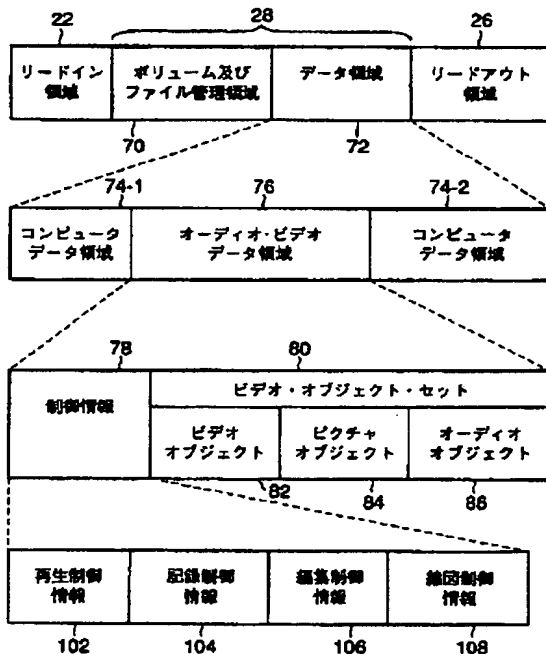 22 28 26
リードイン 領域
ボリューム及び ファイル管理領域
データ領域
リードアウト 領域
70 72
74-1 76 74-2
コンピュータ データ領域
オーディオ・ビデオ データ領域
コンピュータ データ領域
78 80
制御情報
ビデオ・オブジェクト・セット
ビデオ オブジェクト
ピクチャ オブジェクト
オーディオ オブジェクト
82 84 86
再生制御 情報
記録制御 情報
編集制御 情報
縮図制御 情報
102 104 106 108